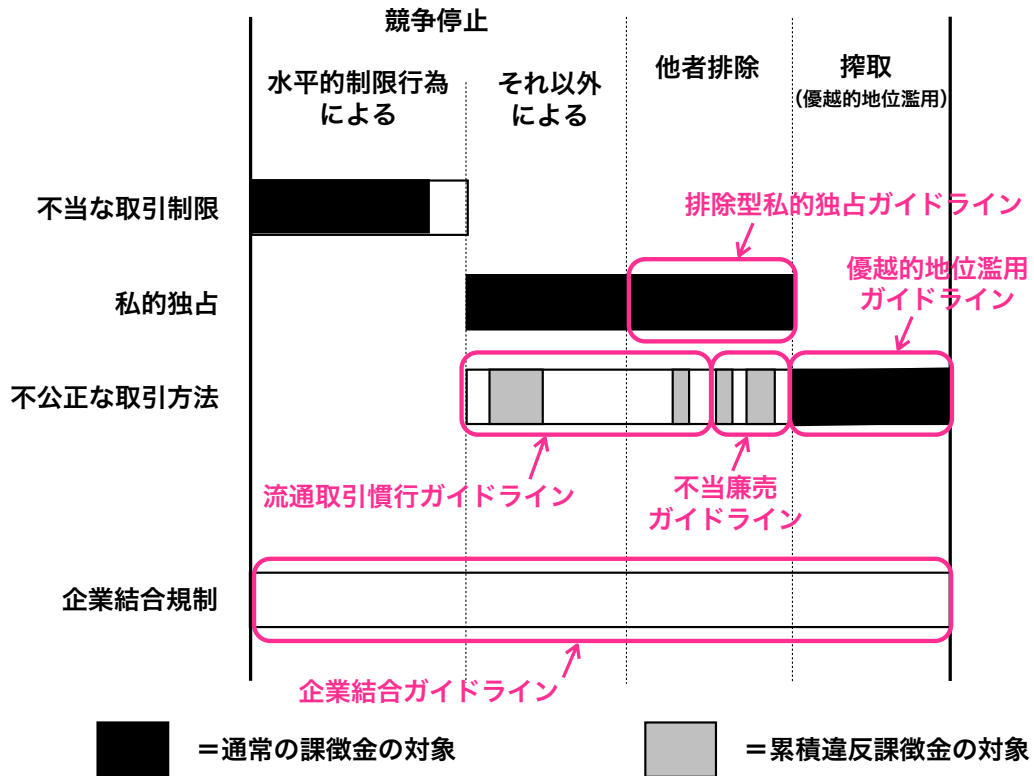 競争停止
水平的制限行為
による
それ以外
による
他者排除
搾取
（優越的地位濫用）
不当な取引制限
排除型私的独占ガイドライン
優越的地位濫用
ガイドライン
私的独占
不公正な取引方法
流通取引慣行ガイドライン
不当廉売
ガイドライン
企業結合規制
企業結合ガイドライン
＝通常の課徴金の対象
＝累積違反課徴金の対象